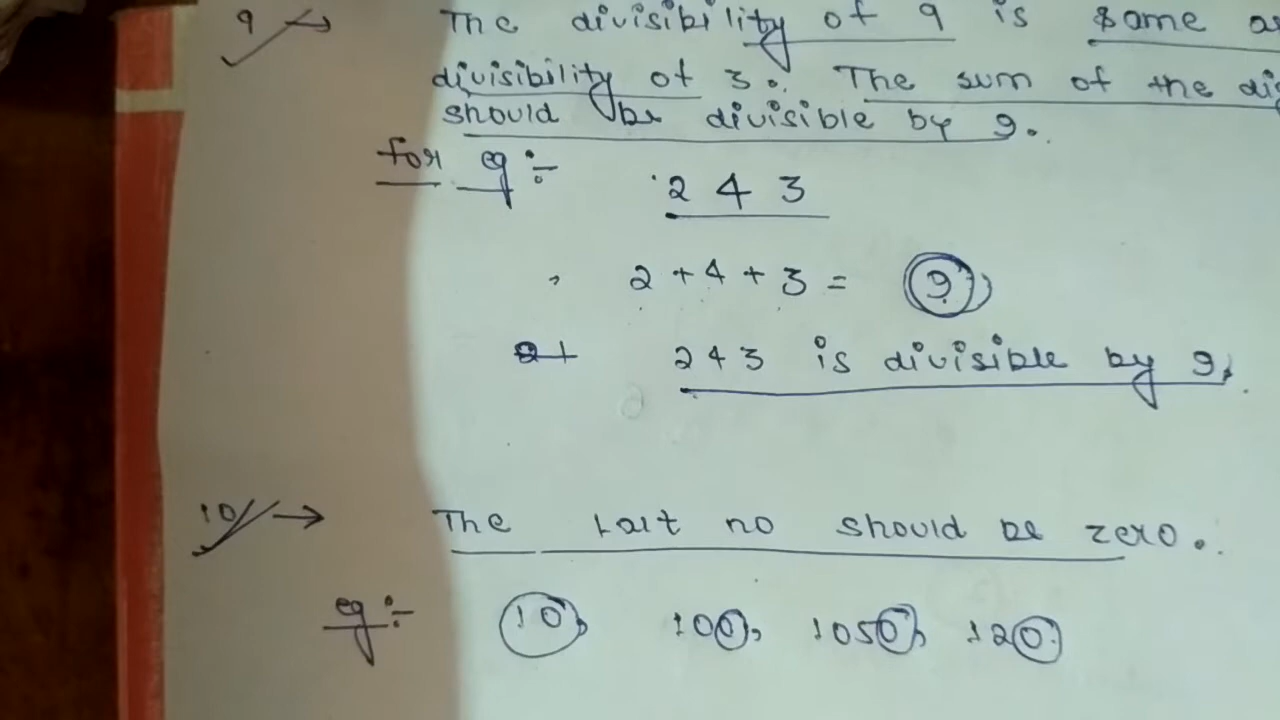 9 → The divisibility of 9 is same as
divisibility of 3. The sum of the dig
should be divisible by 9.
for eg :- 243
2 + 4 + 3 = 9
243 is divisible by 9.
10 → The last no should be zero.
eg :- 10, 100, 1050, 120